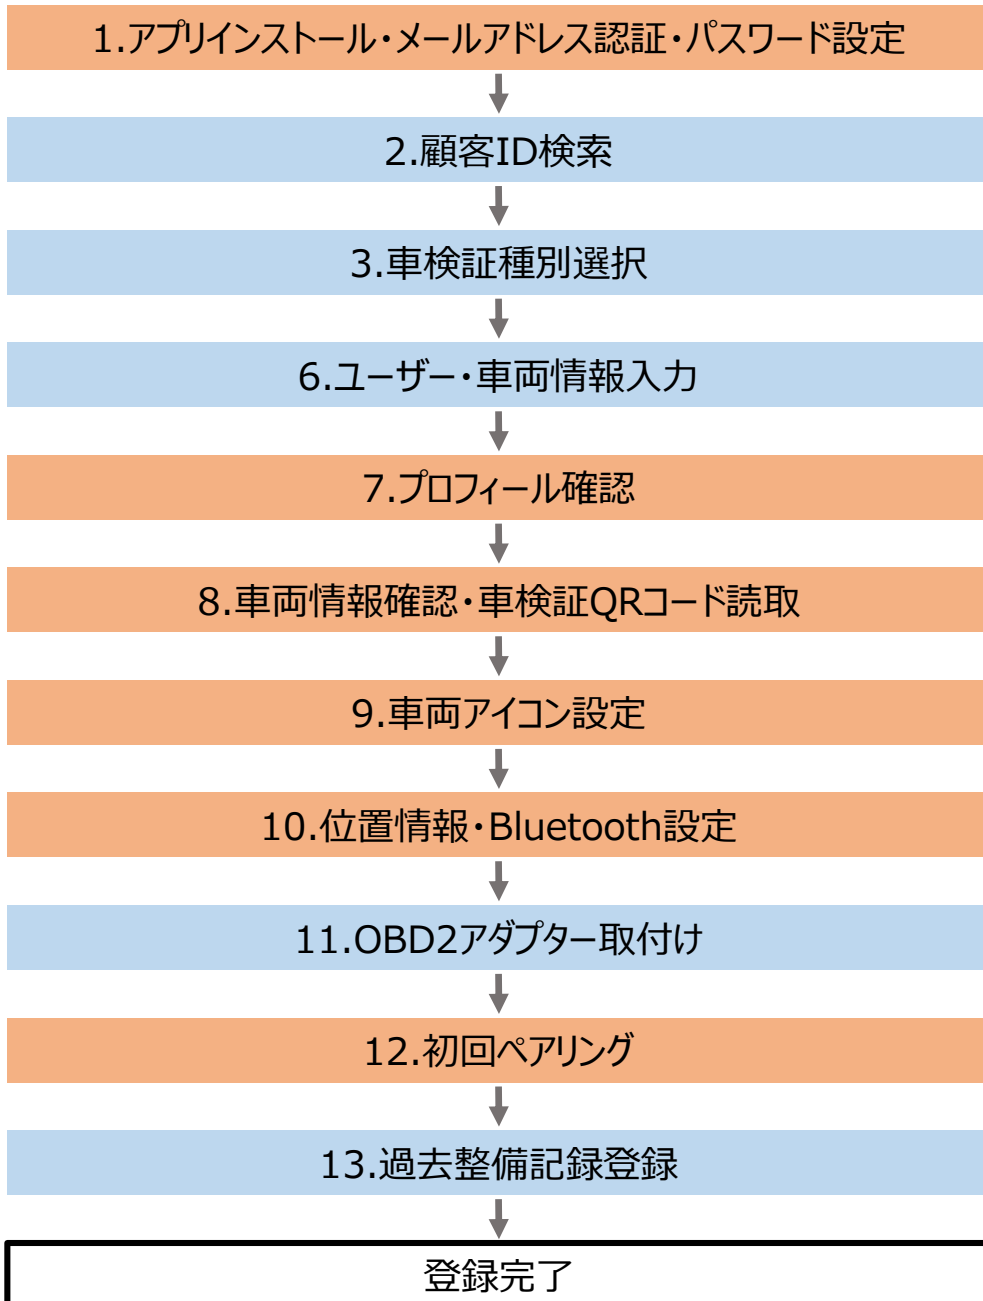 1.アプリインストール・メールアドレス認証・パスワード設定
2.顧客ID検索
3.車検証種別選択
6.ユーザー・車両情報入力
7.プロフィール確認
8.車両情報確認・車検証QRコード読取
9.車両アイコン設定
10.位置情報・Bluetooth設定
11.OBD2アダプター取付け
12.初回ペアリング
13.過去整備記録登録
登録完了